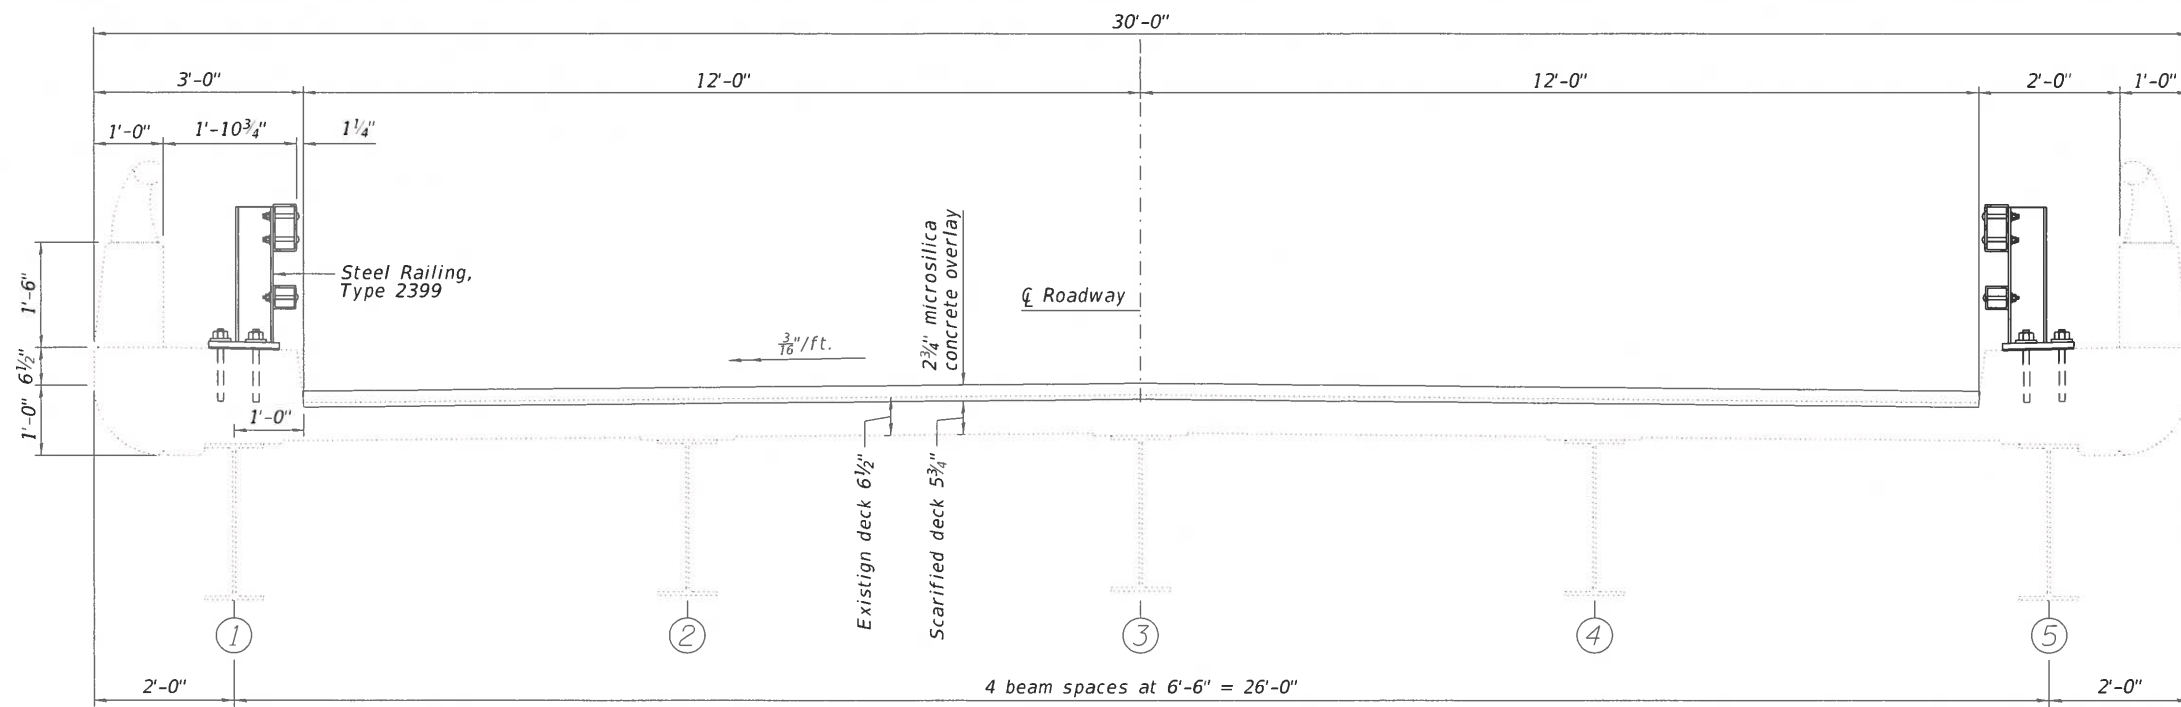 30'-0"
3'-0"
12'-0"
12'-0"
2'-0"
1'-0"
1'-0"
1'-10¾"
1¼"
Steel Railing,
Type 2399
2¾" microsilica
concrete overlay
℄ Roadway
3/16"/ft.
1'-6"
6½"
1'-0"
1'-0"
Existign deck 6½"
Scarified deck 5¾"
1
2
3
4
5
2'-0"
4 beam spaces at 6'-6" = 26'-0"
2'-0"